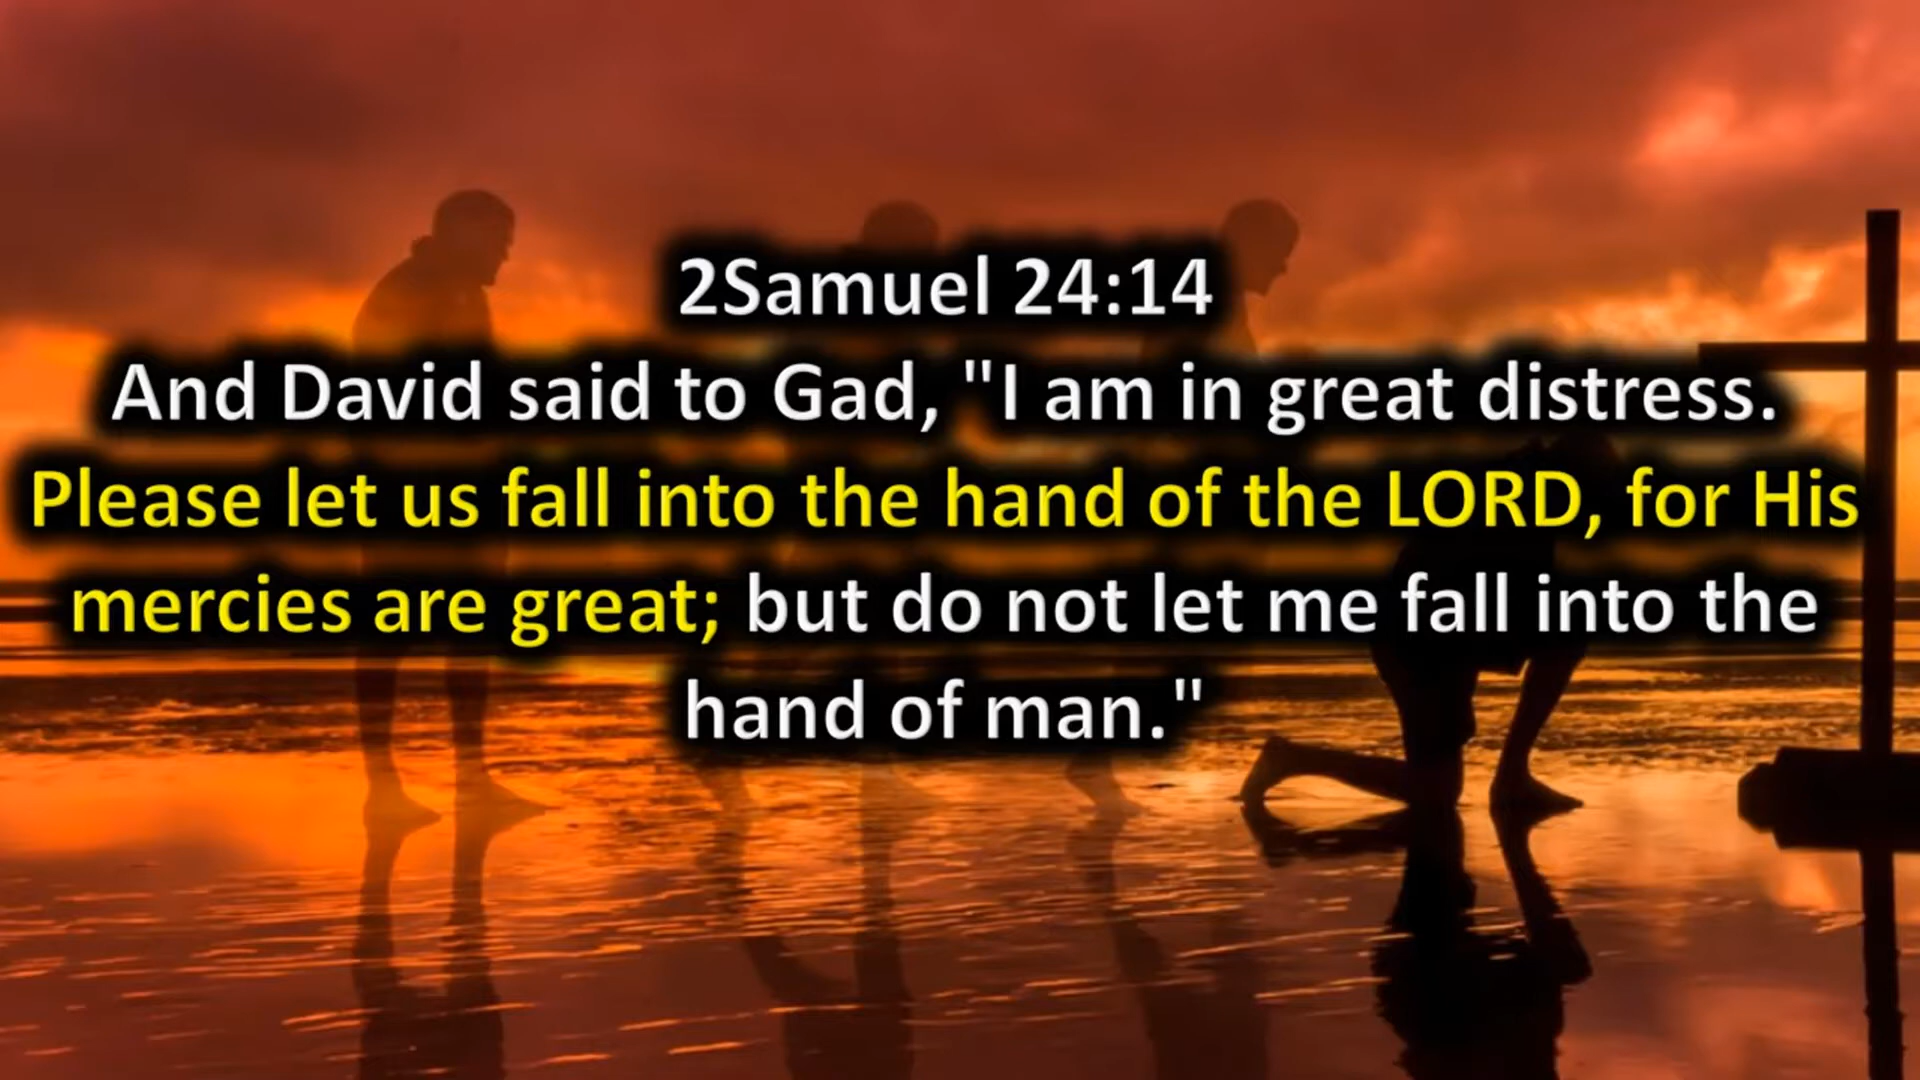 2Samuel 24:14
And David said to Gad, "I am in great distress.
Please let us fall into the hand of the LORD, for His
mercies are great; but do not let me fall into the
hand of man."